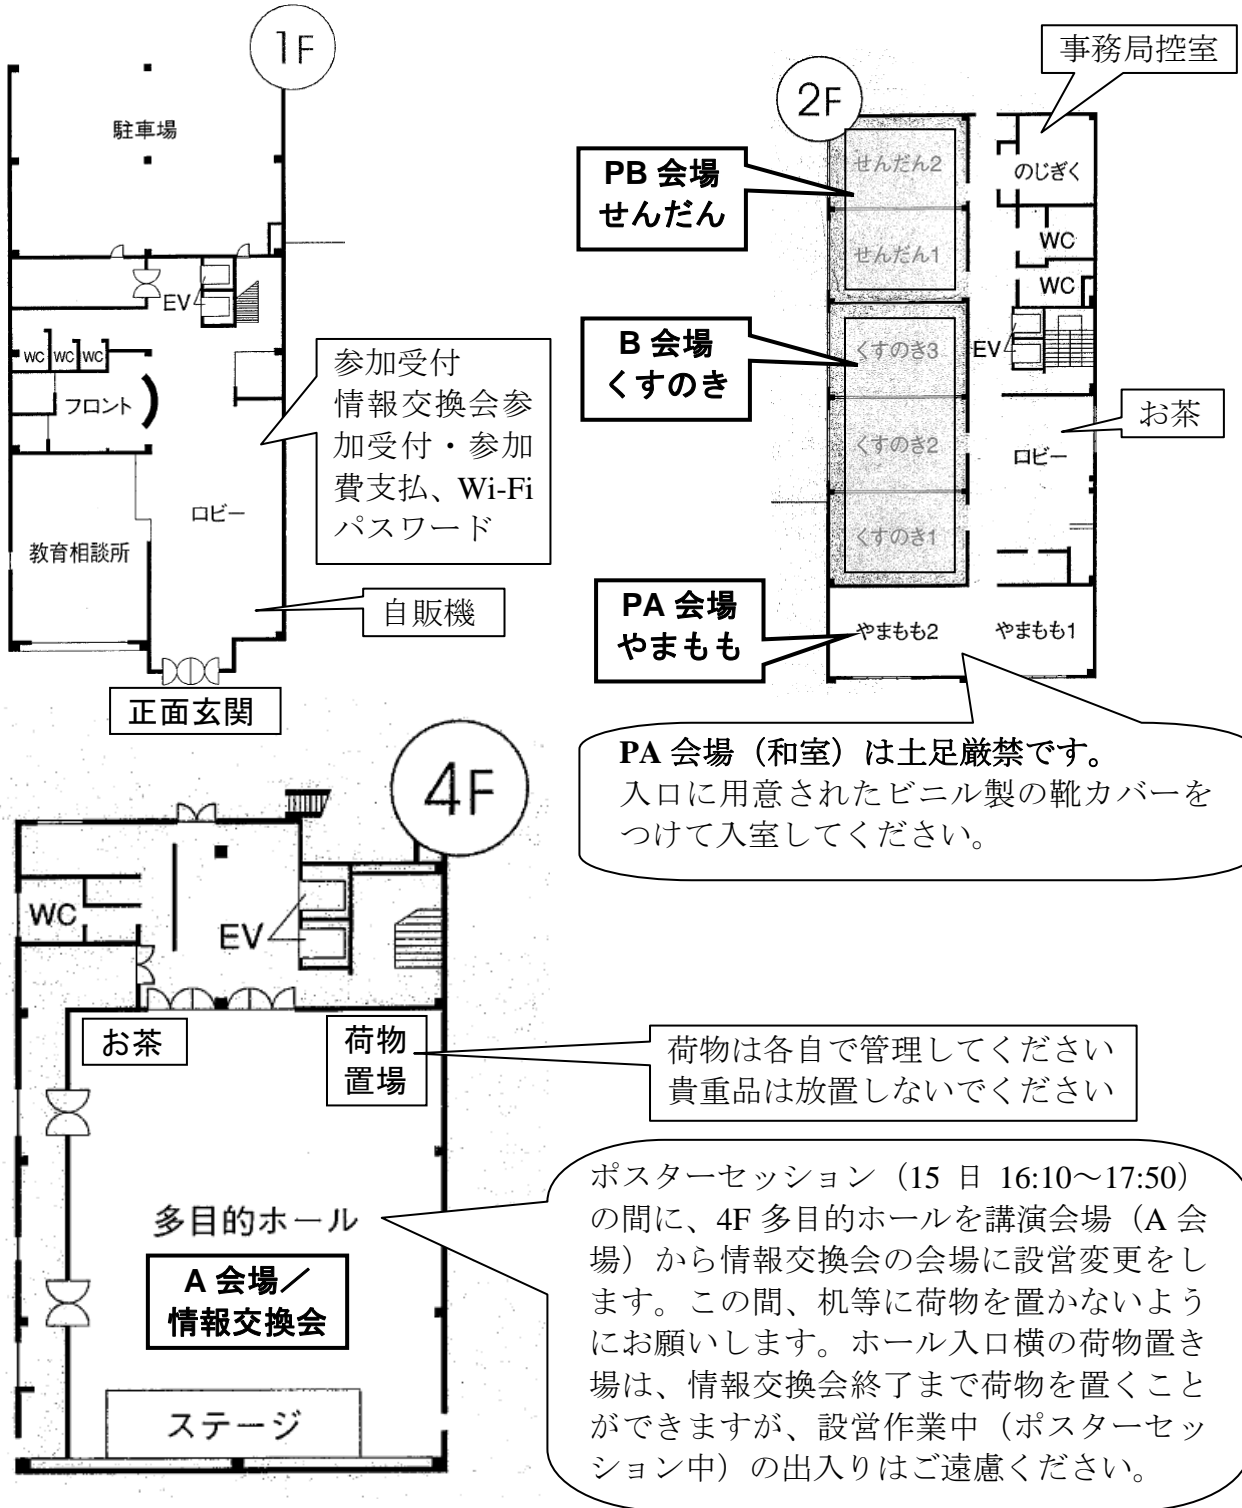 1F
駐車場
EV
WC
WC
WC
フロント
ロビー
教育相談所
参加受付
情報交換会参
加受付・参加
費支払、Wi-Fi
パスワード
自販機
正面玄関
2F
事務局控室
のじぎく
PB 会場
せんだん
せんだん2
せんだん1
WC
WC
B 会場
くすのき
くすのき3
くすのき2
くすのき1
EV
お茶
ロビー
PA 会場
やまもも
やまもも2
やまもも1
PA 会場（和室）は土足厳禁です。
入口に用意されたビニル製の靴カバーを
つけて入室してください。
4F
WC
EV
お茶
荷物
置場
荷物は各自で管理してください
貴重品は放置しないでください
多目的ホール
A 会場／
情報交換会
ステージ
ポスターセッション（15 日 16:10～17:50）
の間に、4F 多目的ホールを講演会場（A 会
場）から情報交換会の会場に設営変更をし
ます。この間、机等に荷物を置かないよう
にお願いします。ホール入口横の荷物置き
場は、情報交換会終了まで荷物を置くこと
ができますが、設営作業中（ポスターセッ
ション中）の出入りはご遠慮ください。